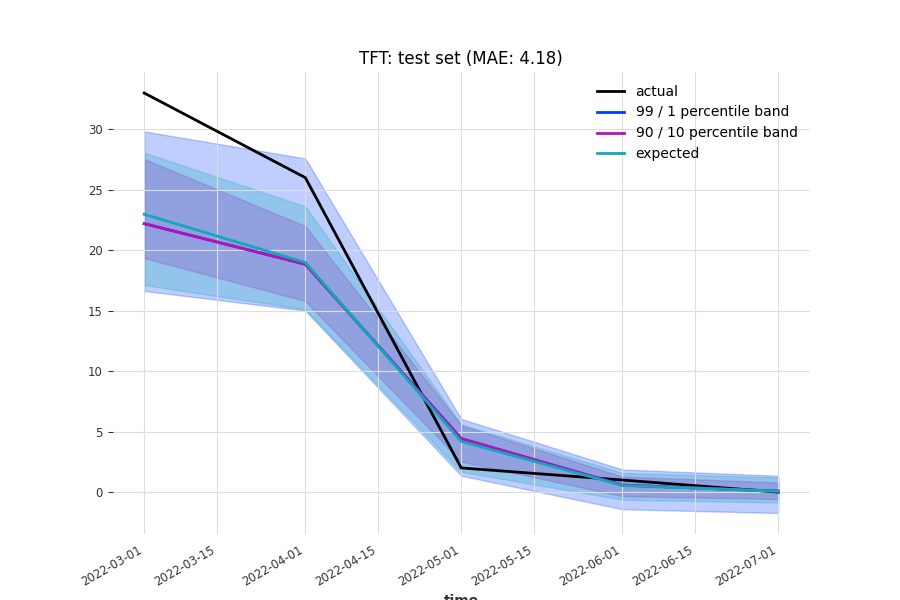 TFT: test set (MAE: 4.18)
actual
99 / 1 percentile band
90 / 10 percentile band
expected
30
25
20
15
10
5
0
2022-03-01
2022-03-15
2022-04-01
2022-04-15
2022-05-01
2022-05-15
2022-06-01
2022-06-15
2022-07-01
time